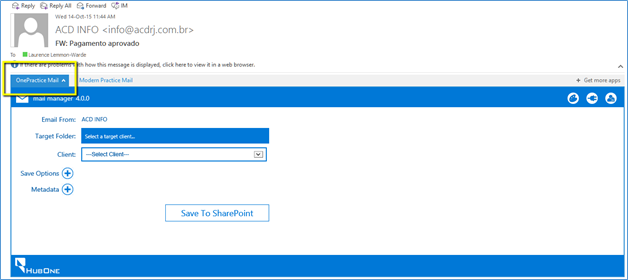 Reply Reply All Forward IM
Wed 14-Oct-15 11:44 AM
ACD INFO <info@acdrj.com.br>
FW: Pagamento aprovado
To Laurence Lemmon-Warde
If there are problems with how this message is displayed, click here to view it in a web browser.
OnePractice Mail Modern Practice Mail + Get more apps
mail manager 4.0.0
Email From: ACD INFO
Target Folder: Select a target client...
Client: ---Select Client---
Save Options
Metadata
Save To SharePoint
HUBONE